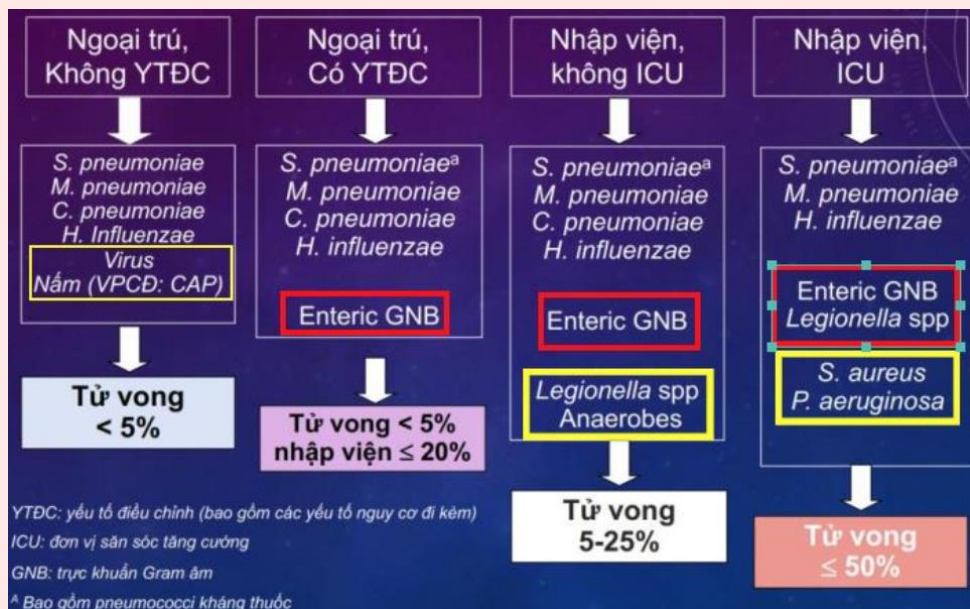 Ngoại trú,
Không YTĐC
S. pneumoniae
M. pneumoniae
C. pneumoniae
H. Influenzae
Virus
Nấm (VPCĐ: CAP)
Tử vong
< 5%
Ngoại trú,
Có YTĐC
S. pneumoniaeᵃ
M. pneumoniae
C. pneumoniae
H. influenzae
Enteric GNB
Tử vong < 5%
nhập viện ≤ 20%
Nhập viện,
không ICU
S. pneumoniaeᵃ
M. pneumoniae
C. pneumoniae
H. influenzae
Enteric GNB
Legionella spp
Anaerobes
Tử vong
5-25%
Nhập viện,
ICU
S. pneumoniaeᵃ
M. pneumoniae
H. influenzae
Enteric GNB
Legionella spp
S. aureus
P. aeruginosa
Tử vong
≤ 50%
YTĐC: yếu tố điều chỉnh (bao gồm các yếu tố nguy cơ đi kèm)
ICU: đơn vị săn sóc tăng cường
GNB: trực khuẩn Gram âm
ᴬ Bao gồm pneumococci kháng thuốc